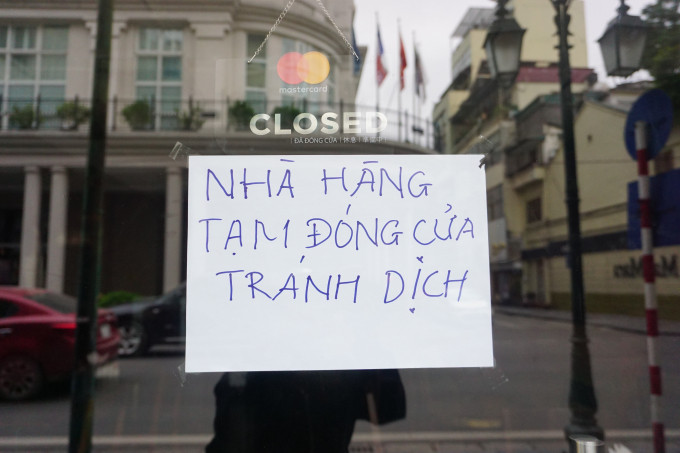 mastercard
CLOSED
ĐÃ ĐÓNG CỬA
NHÀ HÀNG
TẠM ĐÓNG CỬA
TRÁNH DỊCH